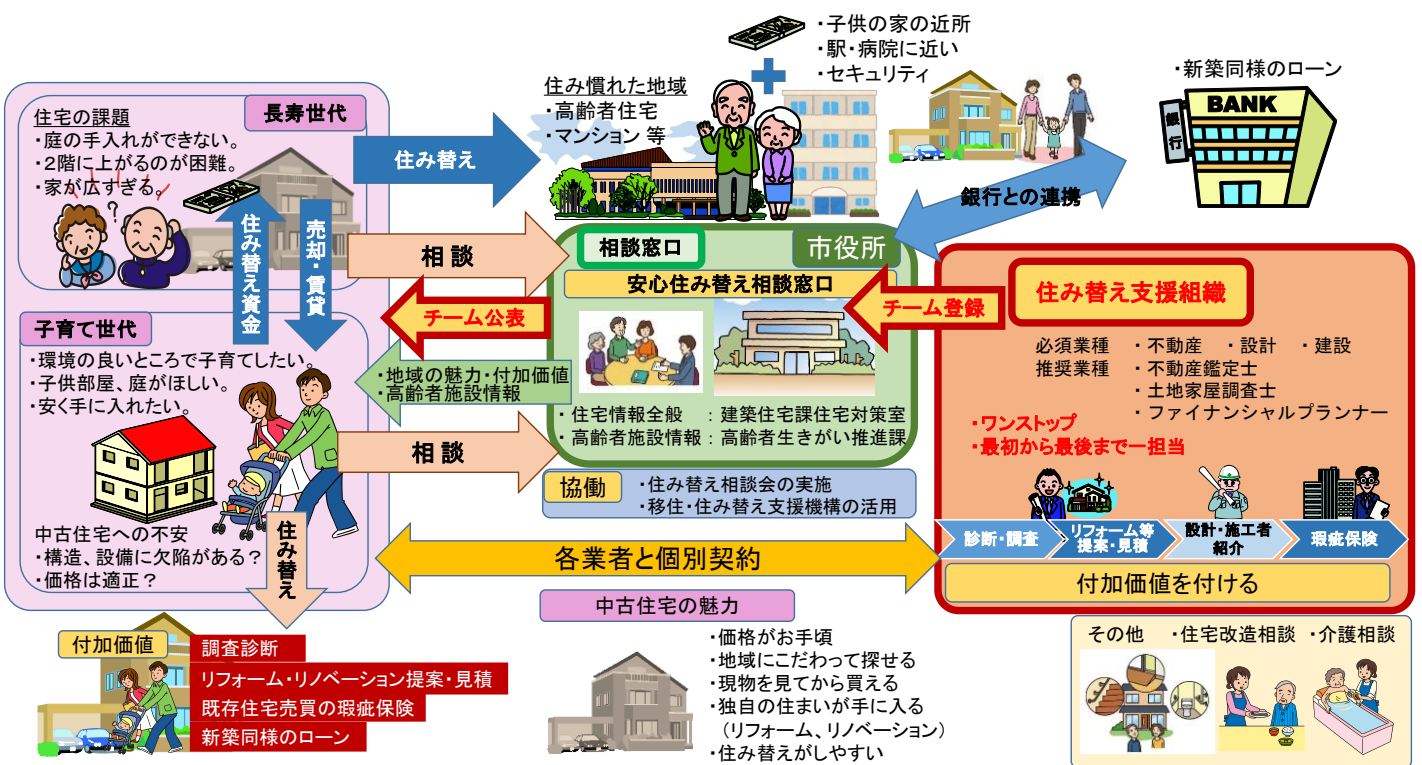 ・子供の家の近所
・駅・病院に近い
・セキュリティ
住み慣れた地域
・高齢者住宅
・マンション 等
・新築同様のローン
BANK
銀行
長寿世代
住宅の課題
・庭の手入れができない。
・２階に上がるのが困難。
・家が広すぎる。
?
住み替え
銀行との連携
住み替え資金
売却・賃貸
相 談
相談窓口
市役所
安心住み替え相談窓口
チーム公表
チーム登録
住み替え支援組織
必須業種 ・不動産 ・設計 ・建設
推奨業種 ・不動産鑑定士
・土地家屋調査士
・ファイナンシャルプランナー
・ワンストップ
・最初から最後まで一担当
子育て世代
・環境の良いところで子育てしたい。
・子供部屋、庭がほしい。
・安く手に入れたい。
・地域の魅力・付加価値
・高齢者施設情報
・住宅情報全般 ：建築住宅課住宅対策室
・高齢者施設情報：高齢者生きがい推進課
相 談
協働
・住み替え相談会の実施
・移住・住み替え支援機構の活用
中古住宅への不安
・構造、設備に欠陥がある？
・価格は適正？
住み替え
各業者と個別契約
診断・調査
リフォーム等
提案・見積
設計・施工者
紹介
瑕疵保険
付加価値を付ける
付加価値
調査診断
リフォーム・リノベーション提案・見積
既存住宅売買の瑕疵保険
新築同様のローン
中古住宅の魅力
・価格がお手頃
・地域にこだわって探せる
・現物を見てから買える
・独自の住まいが手に入る
（リフォーム、リノベーション）
・住み替えがしやすい
その他 ・住宅改造相談 ・介護相談